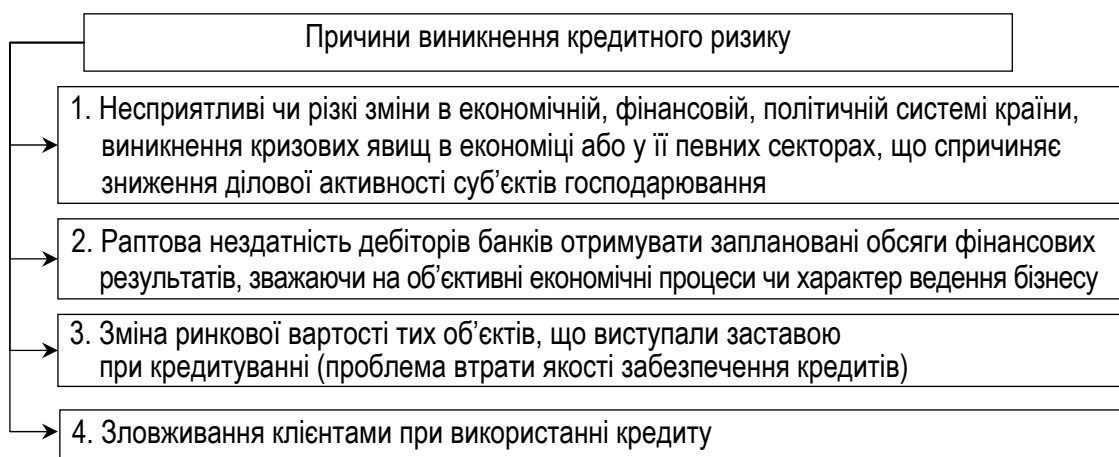 Причини виникнення кредитного ризику
1. Несприятливі чи різкі зміни в економічній, фінансовій, політичній системі країни,
виникнення кризових явищ в економіці або у її певних секторах, що спричиняє
зниження ділової активності суб’єктів господарювання
2. Раптова нездатність дебіторів банків отримувати заплановані обсяги фінансових
результатів, зважаючи на об’єктивні економічні процеси чи характер ведення бізнесу
3. Зміна ринкової вартості тих об’єктів, що виступали заставою
при кредитуванні (проблема втрати якості забезпечення кредитів)
4. Зловживання клієнтами при використанні кредиту